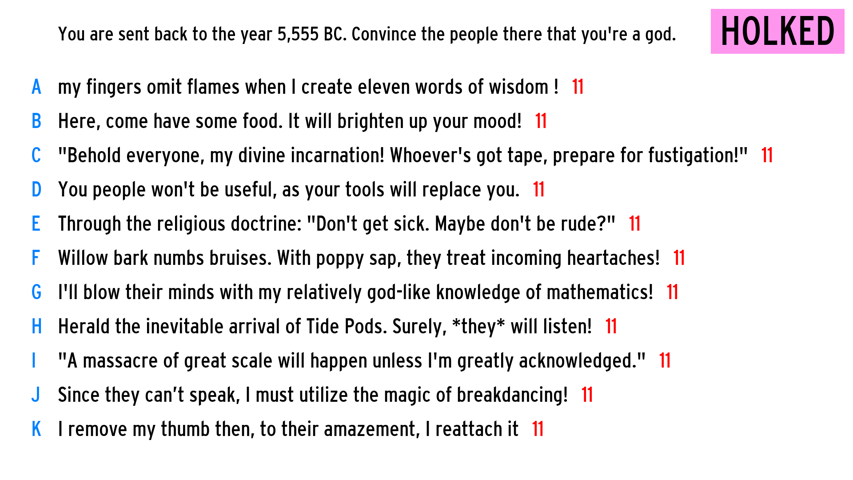 You are sent back to the year 5,555 BC. Convince the people there that you're a god. HOLKED
A my fingers omit flames when I create eleven words of wisdom ! 11
B Here, come have some food. It will brighten up your mood! 11
C "Behold everyone, my divine incarnation! Whoever's got tape, prepare for fustigation!" 11
D You people won't be useful, as your tools will replace you. 11
E Through the religious doctrine: "Don't get sick. Maybe don't be rude?" 11
F Willow bark numbs bruises. With poppy sap, they treat incoming heartaches! 11
G I'll blow their minds with my relatively god-like knowledge of mathematics! 11
H Herald the inevitable arrival of Tide Pods. Surely, *they* will listen! 11
I "A massacre of great scale will happen unless I'm greatly acknowledged." 11
J Since they can’t speak, I must utilize the magic of breakdancing! 11
K I remove my thumb then, to their amazement, I reattach it 11